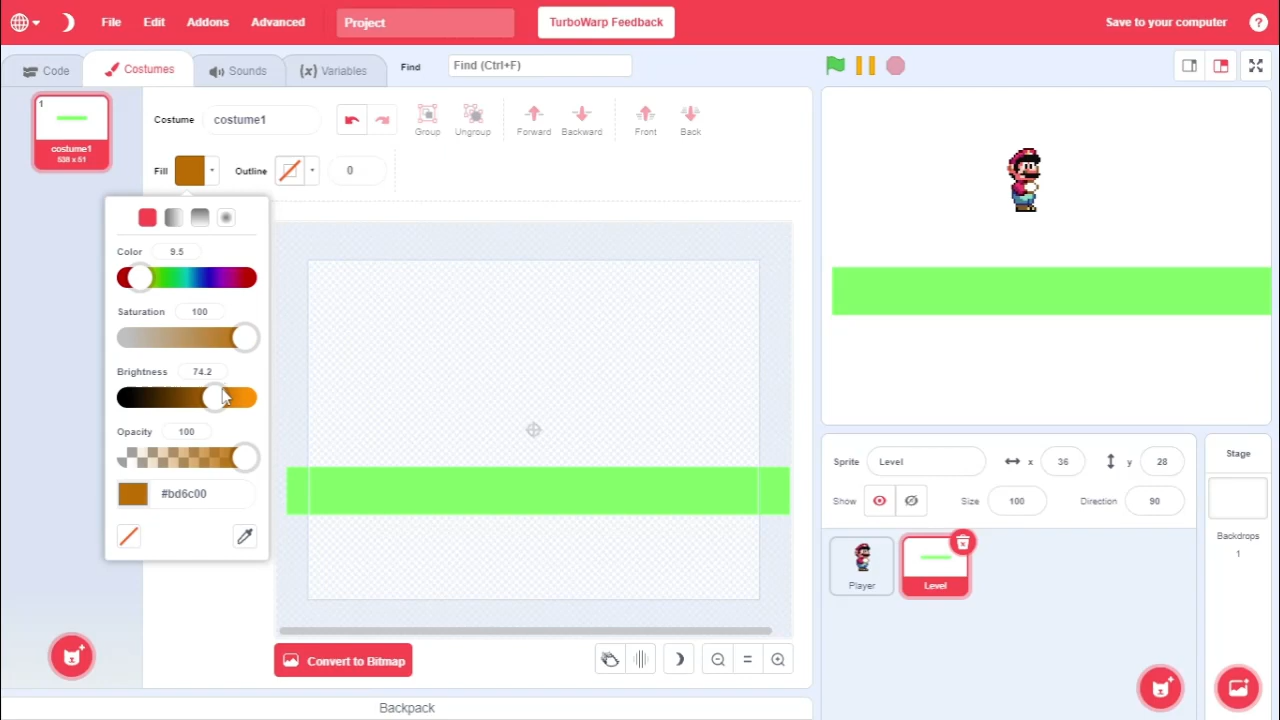 File Edit Addons Advanced Project TurboWarp Feedback Save to your computer ?
Code Costumes Sounds (x) Variables Find Find (Ctrl+F)
1
costume1
538 x 51
Costume costume1
Group Ungroup Forward Backward Front Back
Fill Outline 0
Color 9.5
Saturation 100
Brightness 74.2
Opacity 100
#bd6c00
Convert to Bitmap
Backpack
Sprite Level x 36 y 28
Show Size 100 Direction 90
Player
Level
Stage
Backdrops
1